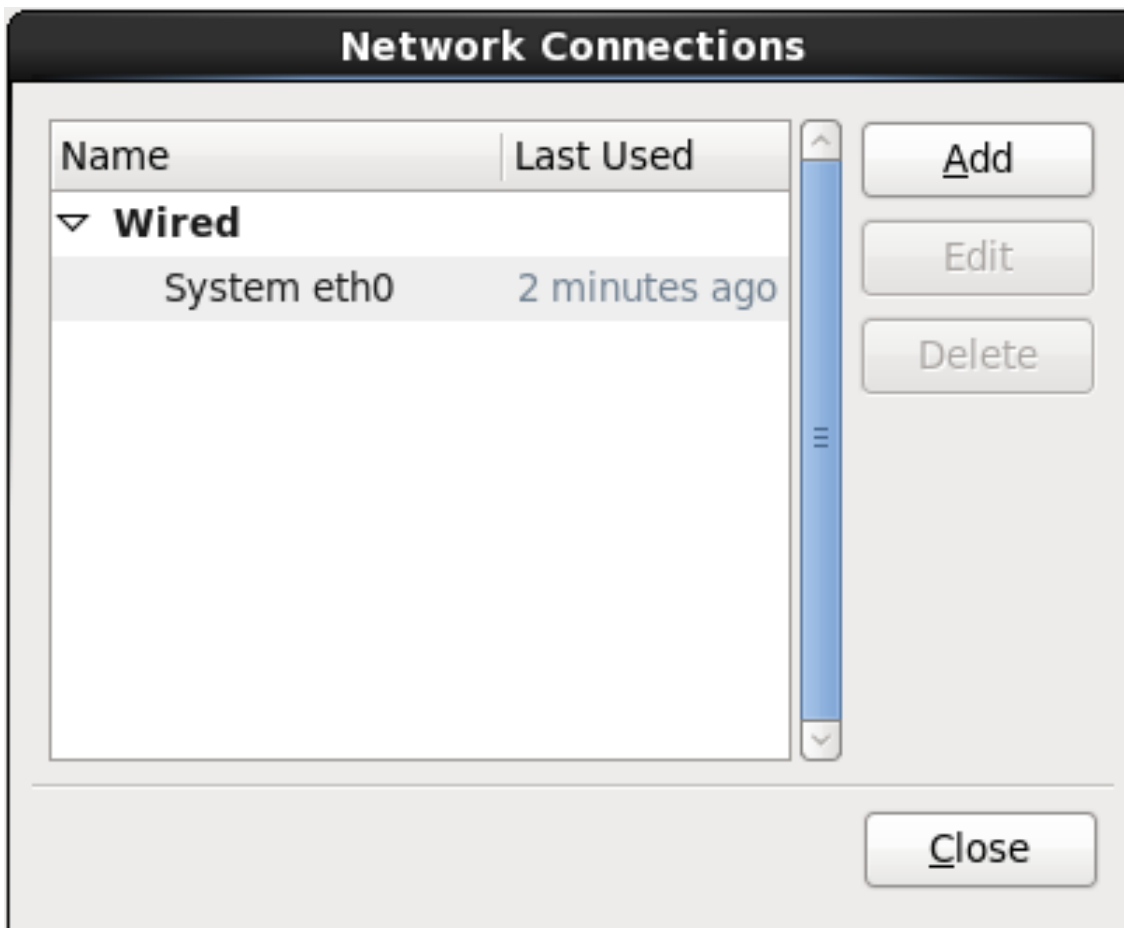 Network Connections
Name Last Used
Add
Wired
Edit
System eth0 2 minutes ago
Delete
Close